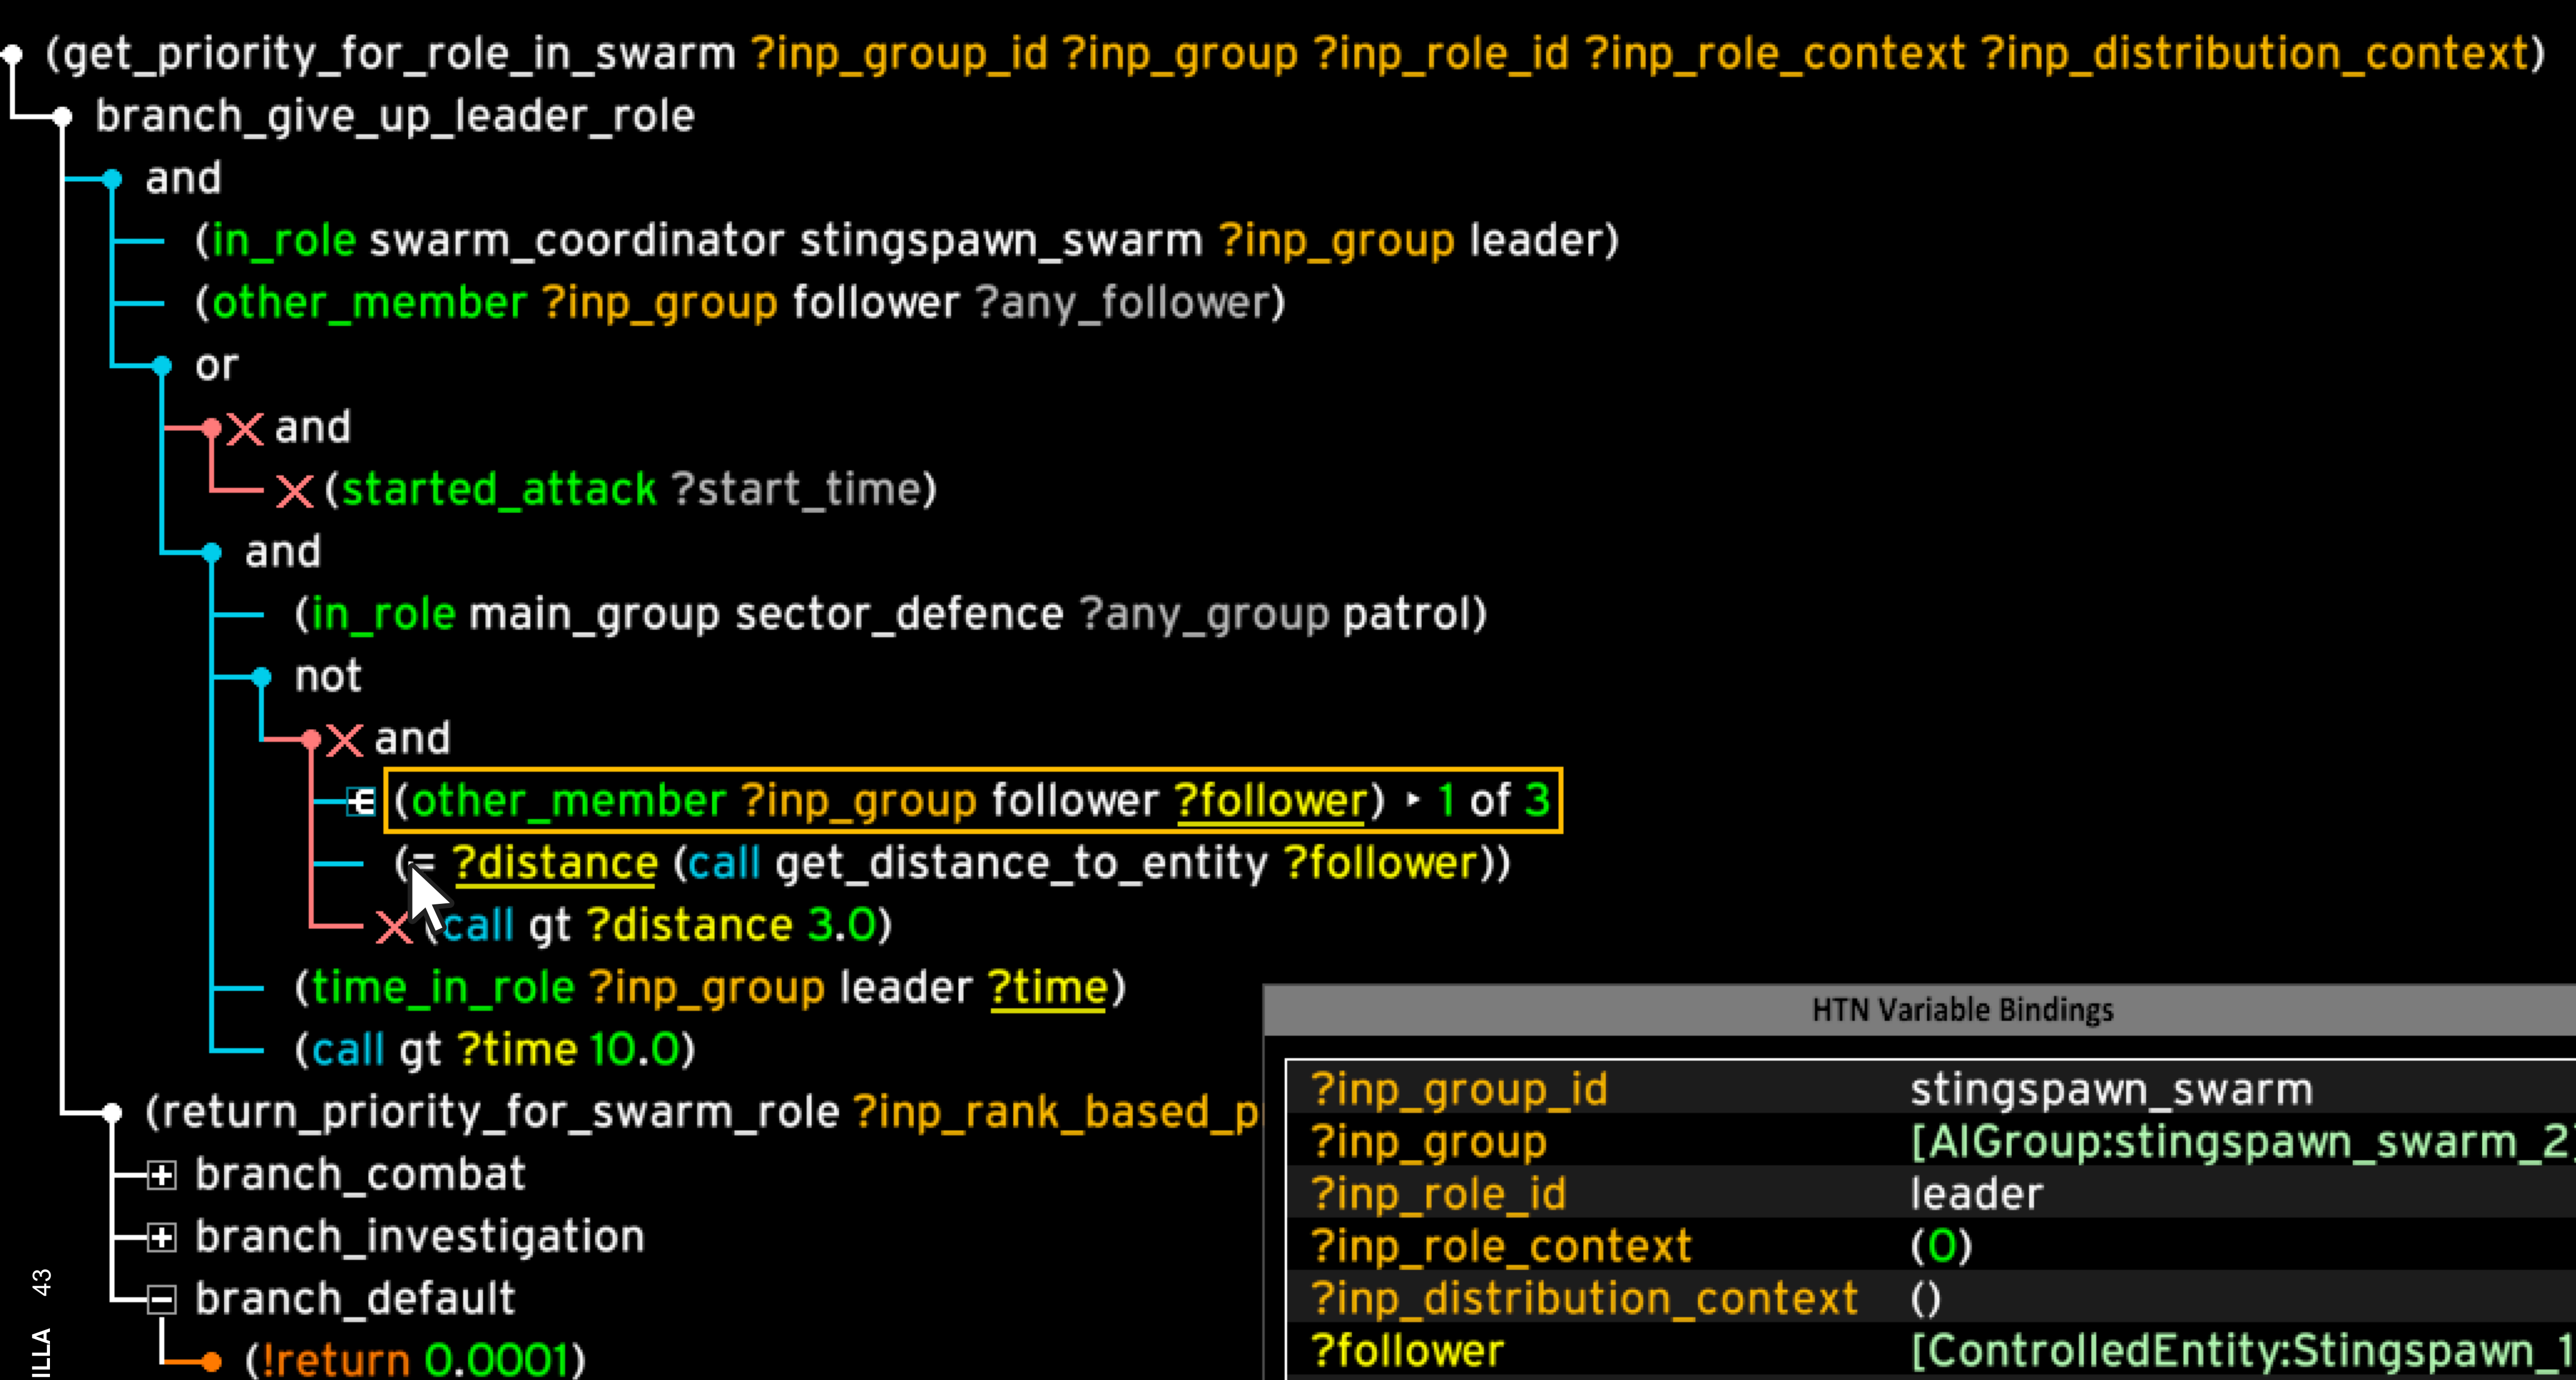 (get_priority_for_role_in_swarm ?inp_group_id ?inp_group ?inp_role_id ?inp_role_context ?inp_distribution_context)
branch_give_up_leader_role
and
(in_role swarm_coordinator stingspawn_swarm ?inp_group leader)
(other_member ?inp_group follower ?any_follower)
or
and
(started_attack ?start_time)
and
(in_role main_group sector_defence ?any_group patrol)
not
and
(other_member ?inp_group follower ?follower) ‣ 1 of 3
(= ?distance (call get_distance_to_entity ?follower))
(call gt ?distance 3.0)
(time_in_role ?inp_group leader ?time)
(call gt ?time 10.0)
(return_priority_for_swarm_role ?inp_rank_based_p
branch_combat
branch_investigation
branch_default
(!return 0.0001)
HTN Variable Bindings
?inp_group_id stingspawn_swarm
?inp_group [AIGroup:stingspawn_swarm_2]
?inp_role_id leader
?inp_role_context (0)
?inp_distribution_context ()
?follower [ControlledEntity:Stingspawn_1
ILLA 43